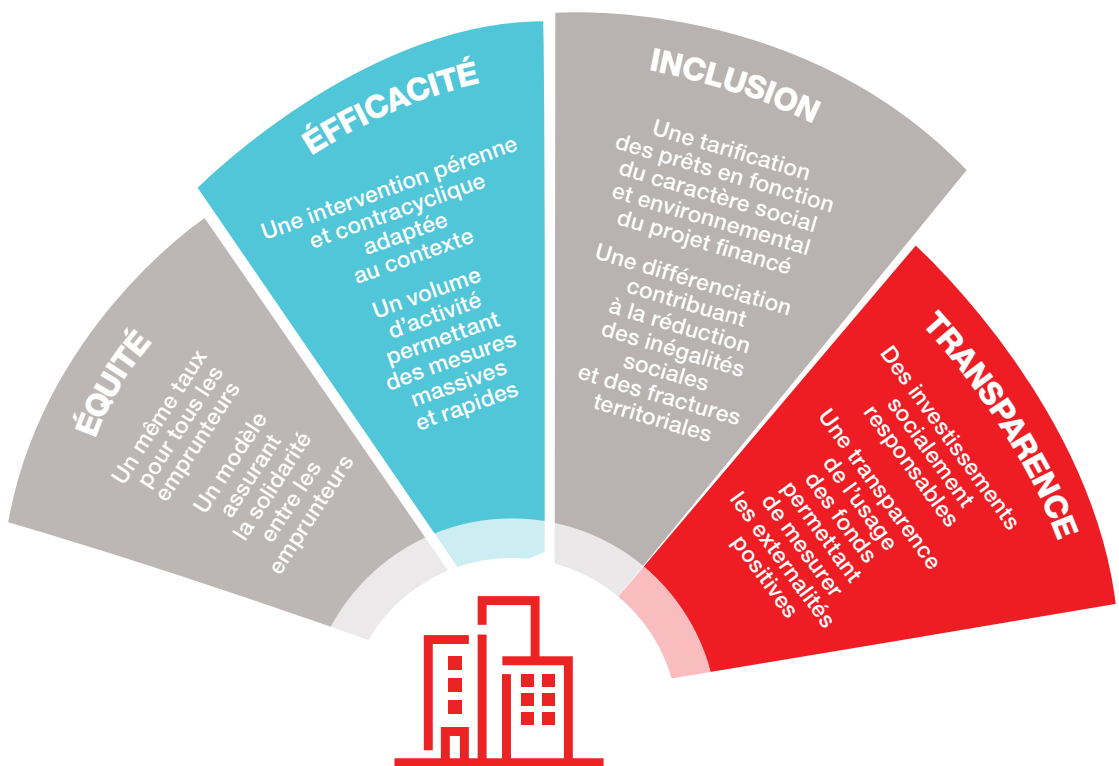 ÉQUITÉ
Un même taux
pour tous les
emprunteurs
Un modèle
assurant
la solidarité
entre les
emprunteurs
ÉFFICACITÉ
Une intervention pérenne
et contracyclique
adaptée
au contexte
Un volume
d'activité
permettant
des mesures
massives
et rapides
INCLUSION
Une tarification
des prêts en fonction
du caractère social
et environnemental
du projet financé
Une différenciation
contribuant
à la réduction
des inégalités
sociales
et des fractures
territoriales
TRANSPARENCE
Des investissements
socialement
responsables
Une transparence
de l'usage
des fonds
permettant
de mesurer
les externalités
positives